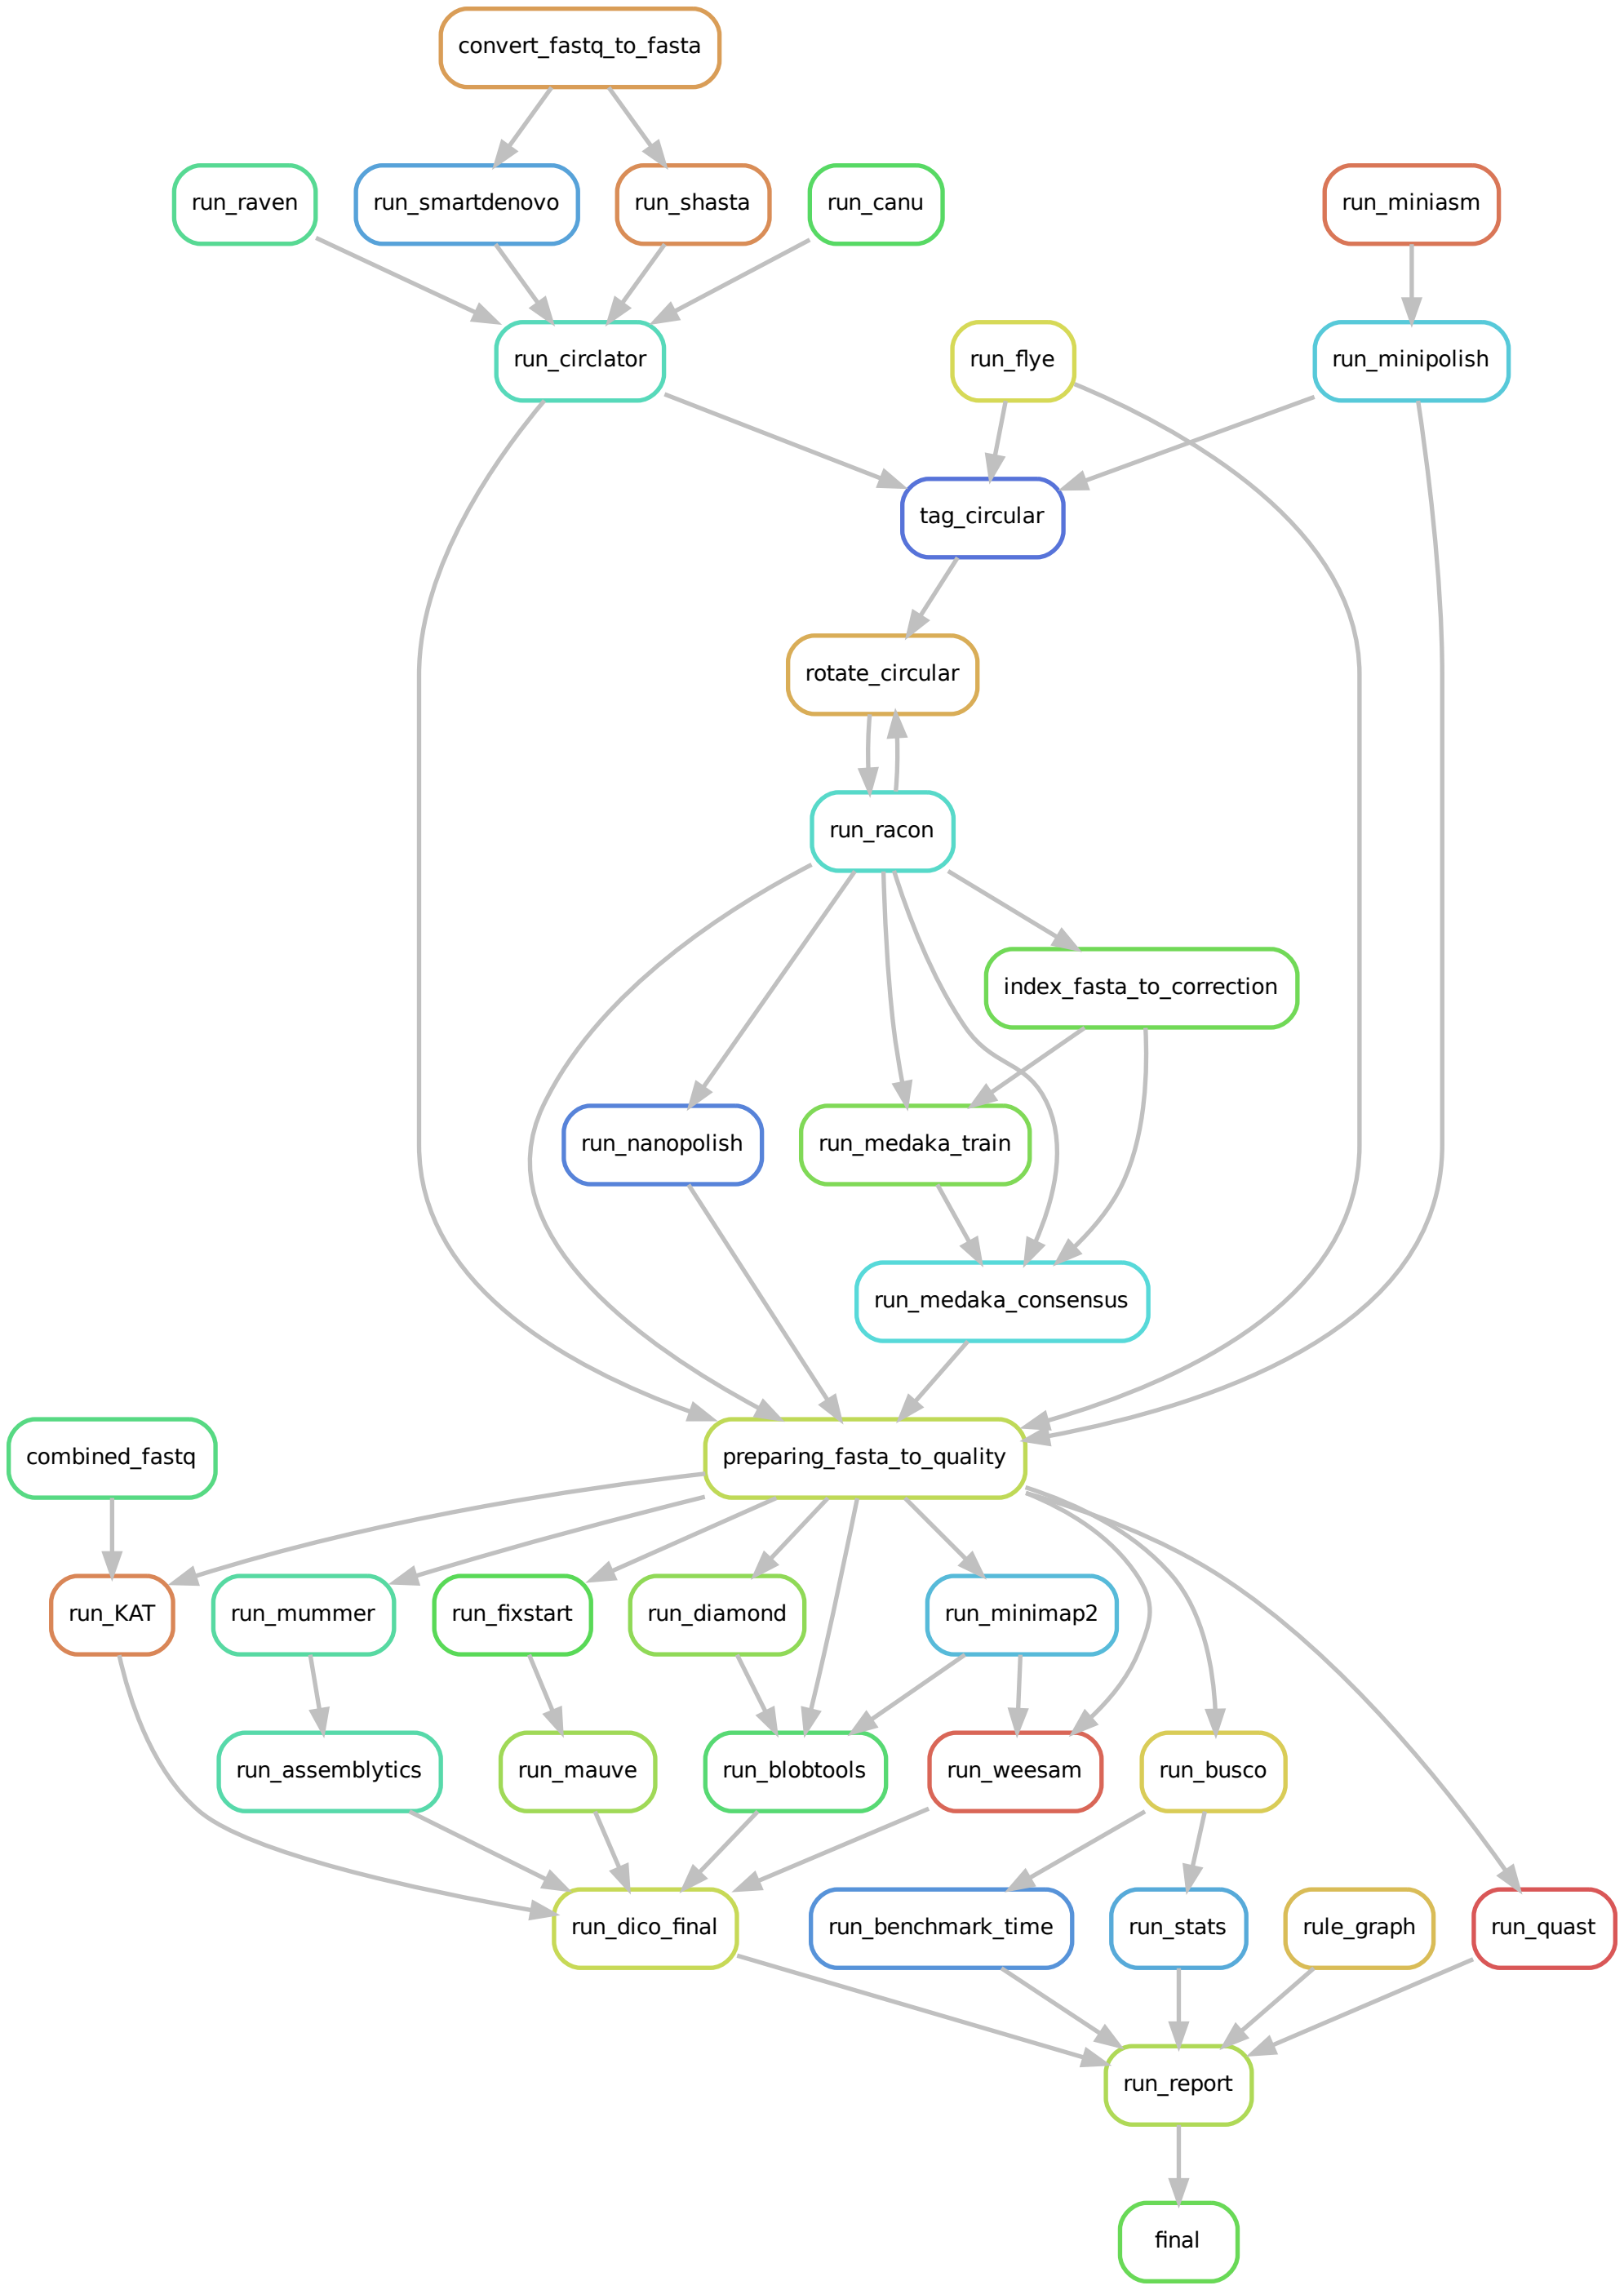 convert_fastq_to_fasta
run_raven
run_smartdenovo
run_shasta
run_canu
run_miniasm
run_circlator
run_flye
run_minipolish
tag_circular
rotate_circular
run_racon
index_fasta_to_correction
run_nanopolish
run_medaka_train
run_medaka_consensus
combined_fastq
preparing_fasta_to_quality
run_KAT
run_mummer
run_fixstart
run_diamond
run_minimap2
run_assemblytics
run_mauve
run_blobtools
run_weesam
run_busco
run_dico_final
run_benchmark_time
run_stats
rule_graph
run_quast
run_report
final